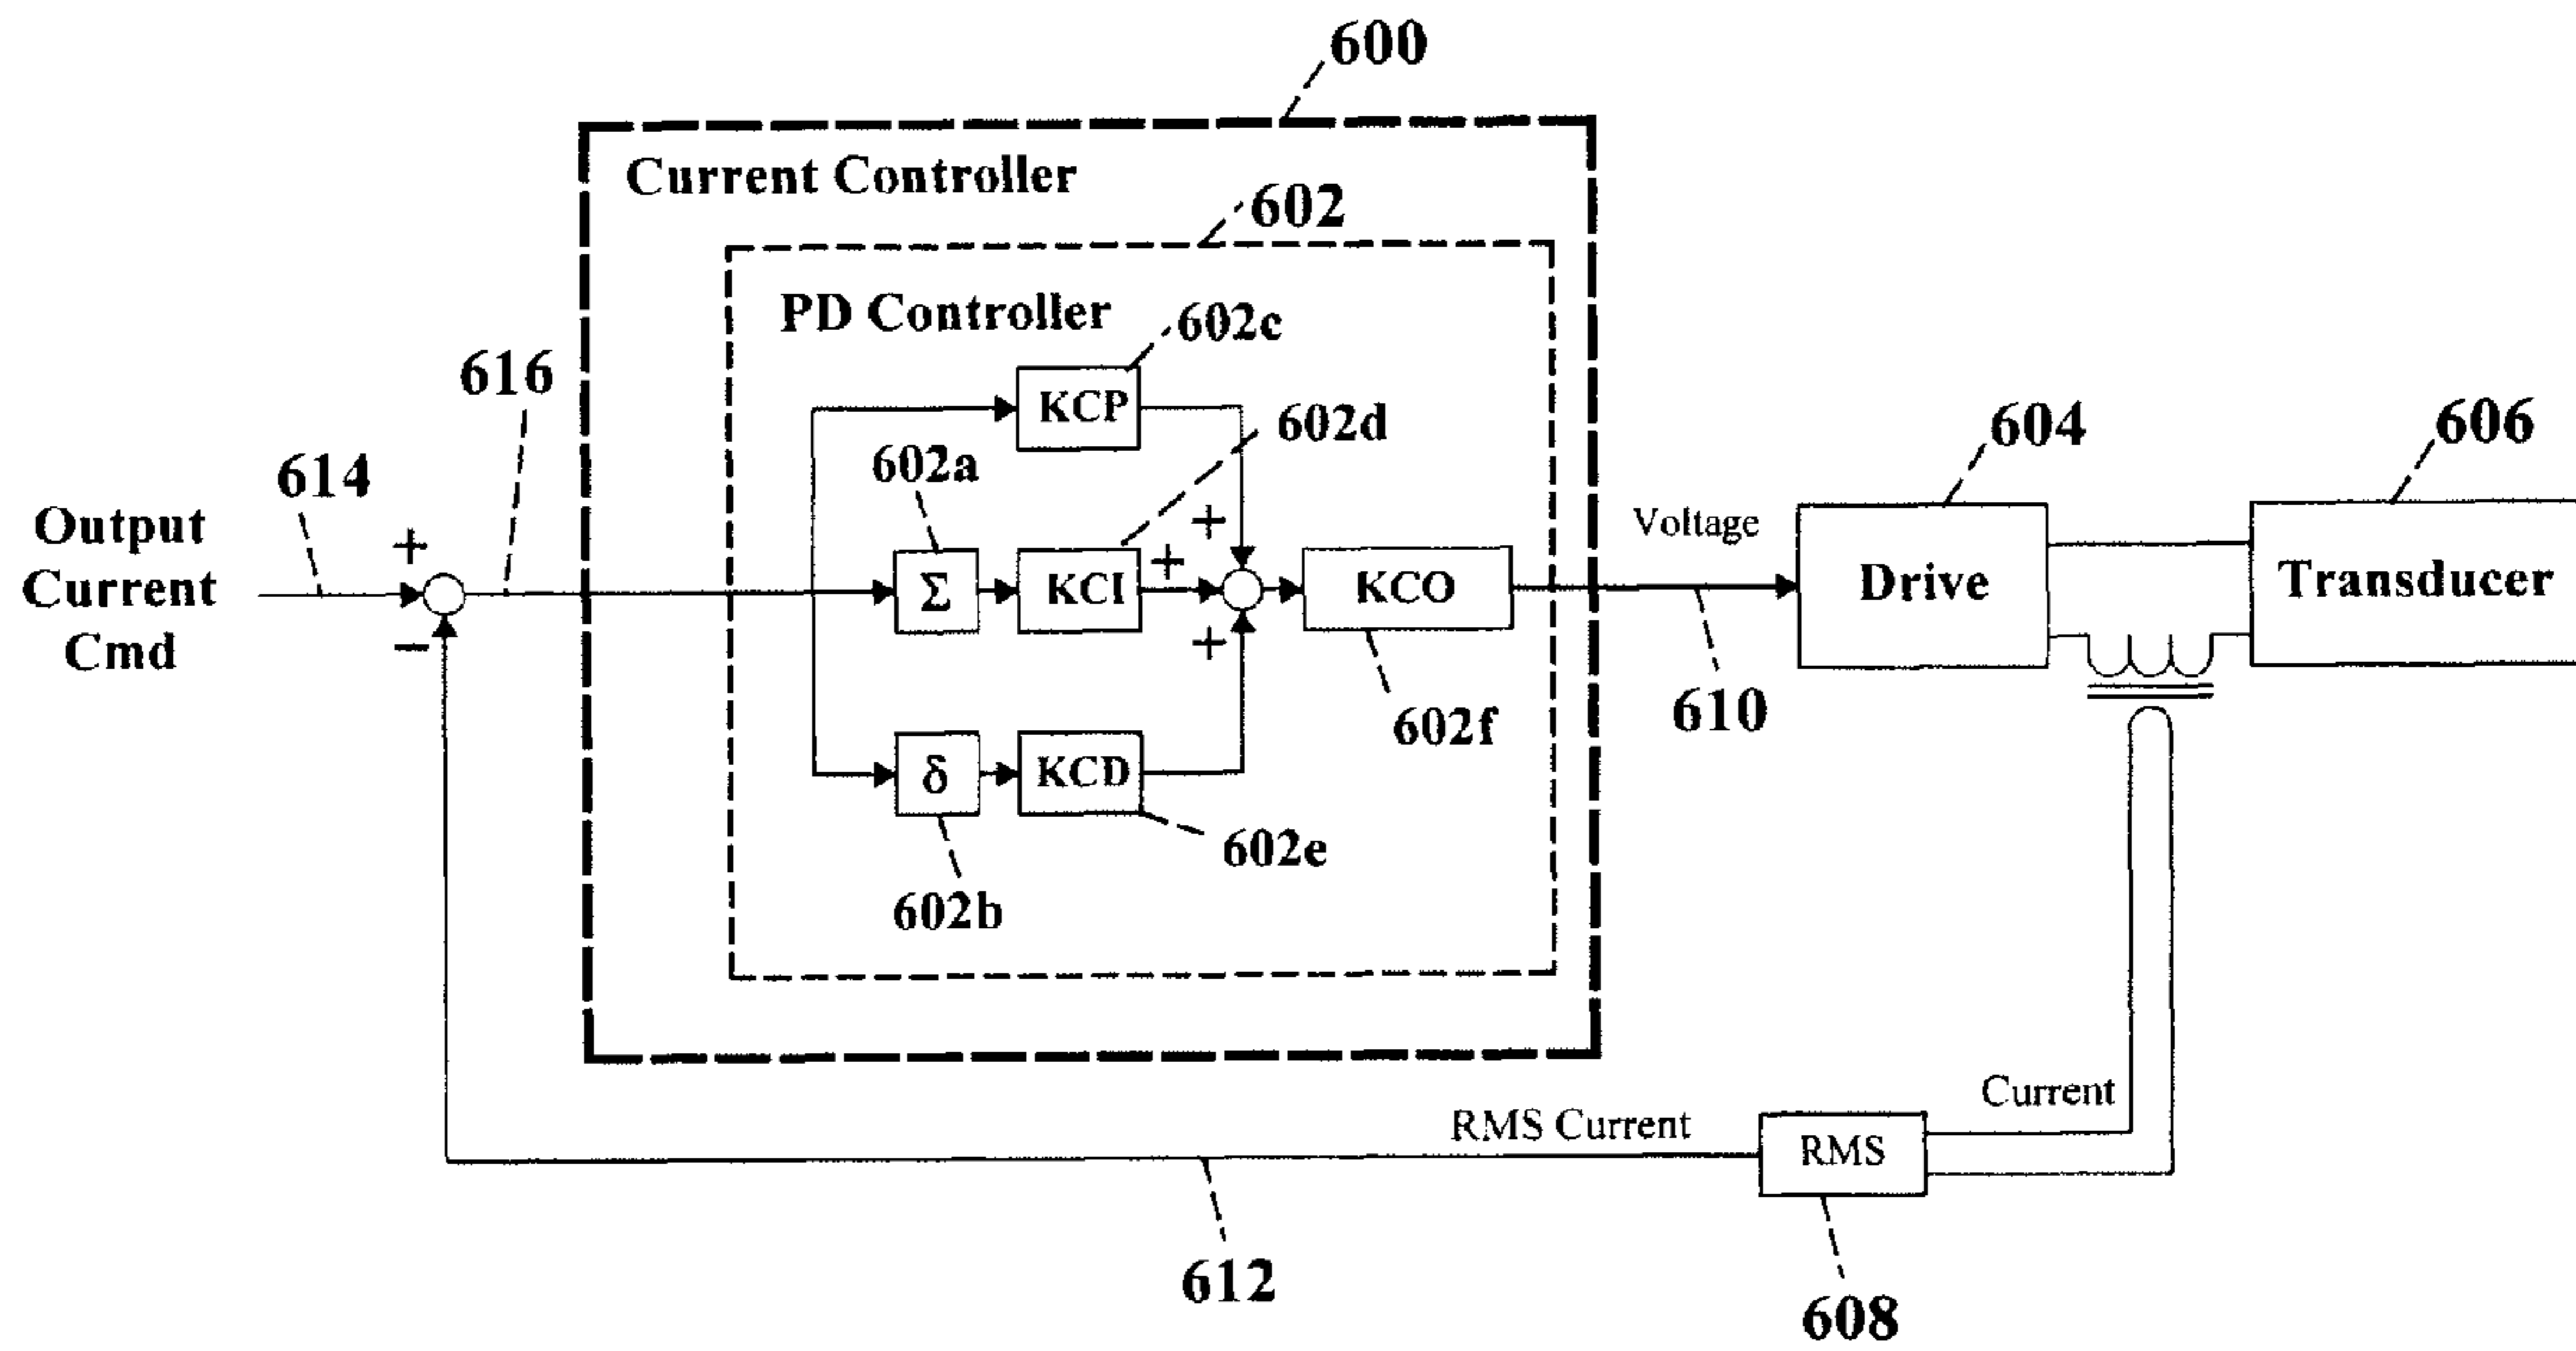 600
Current Controller
602
PD Controller
602c
KCP
616
602d
602a
614
Output
Current
Cmd
+
−
Σ
KCI
+
+
+
KCO
Voltage
604
606
Drive
Transducer
610
602f
δ
KCD
602e
602b
Current
RMS Current
RMS
612
608